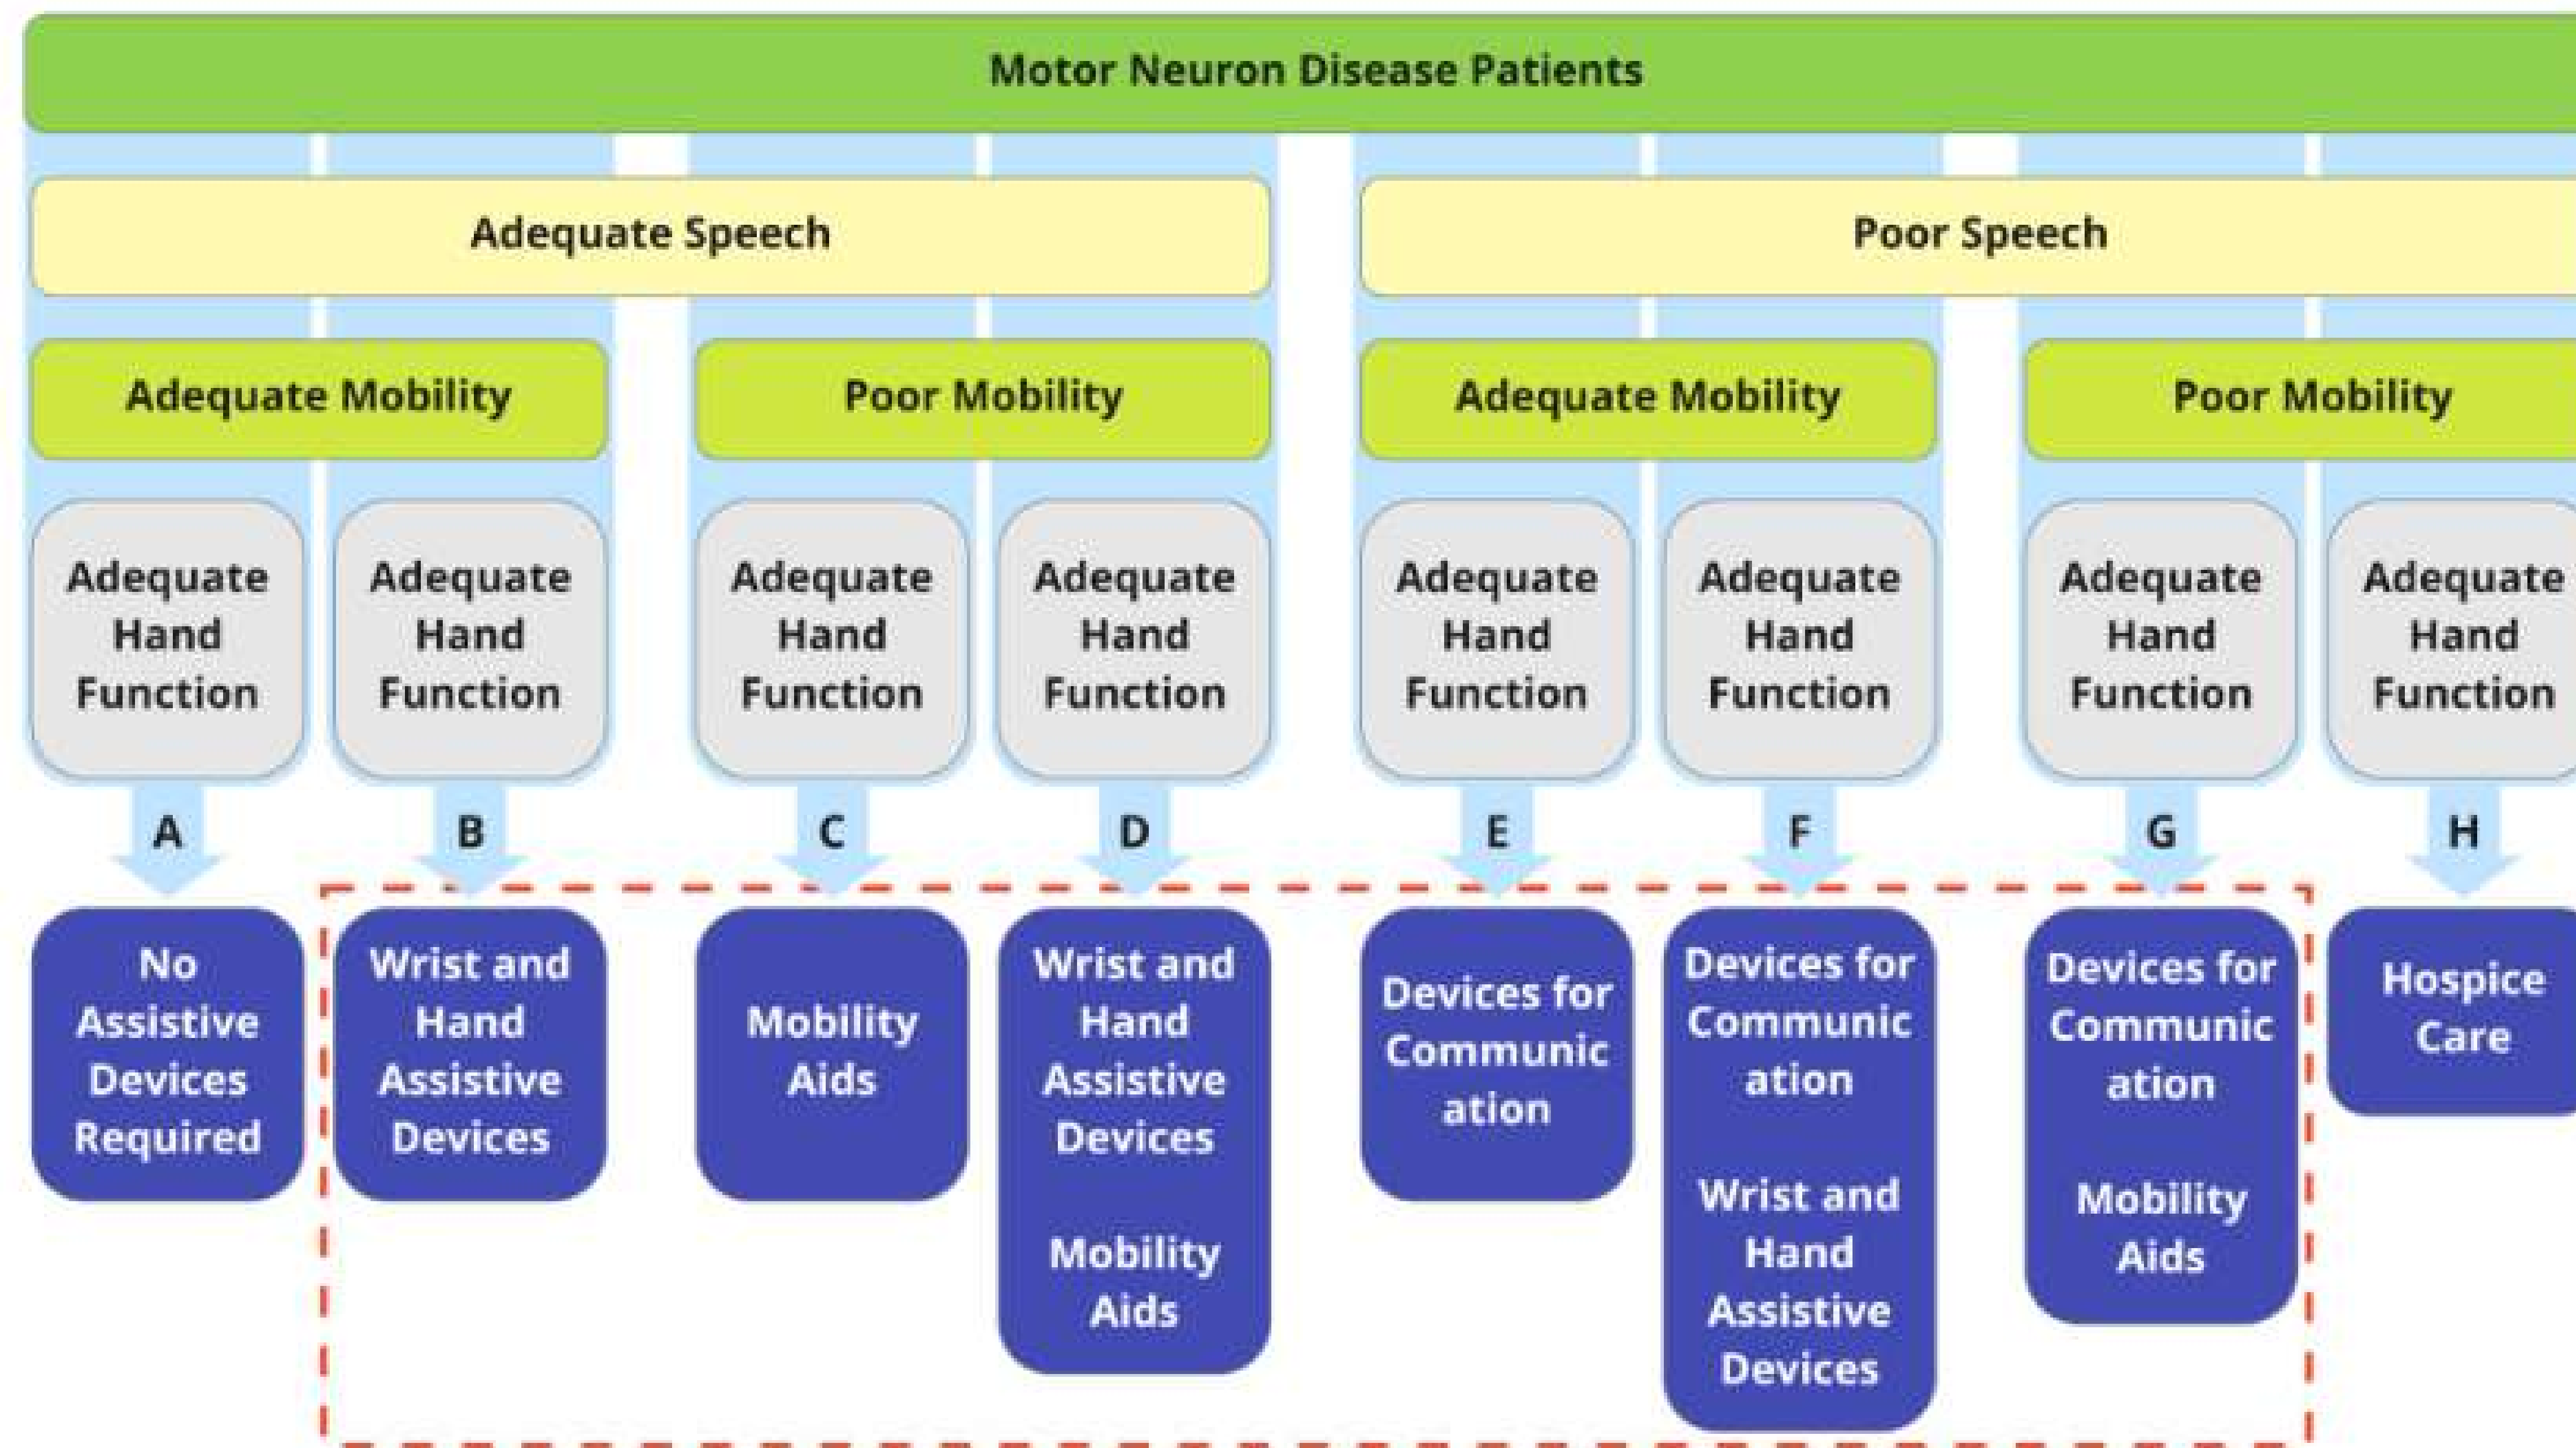 Motor Neuron Disease Patients
Adequate Speech
Poor Speech
Adequate Mobility
Poor Mobility
Adequate Mobility
Poor Mobility
Adequate
Hand
Function
Adequate
Hand
Function
Adequate
Hand
Function
Adequate
Hand
Function
Adequate
Hand
Function
Adequate
Hand
Function
Adequate
Hand
Function
Adequate
Hand
Function
A
B
C
D
E
F
G
H
No
Assistive
Devices
Required
Wrist and
Hand
Assistive
Devices
Mobility
Aids
Wrist and
Hand
Assistive
Devices
Mobility
Aids
Devices for
Communic
ation
Devices for
Communic
ation
Wrist and
Hand
Assistive
Devices
Devices for
Communic
ation
Mobility
Aids
Hospice
Care